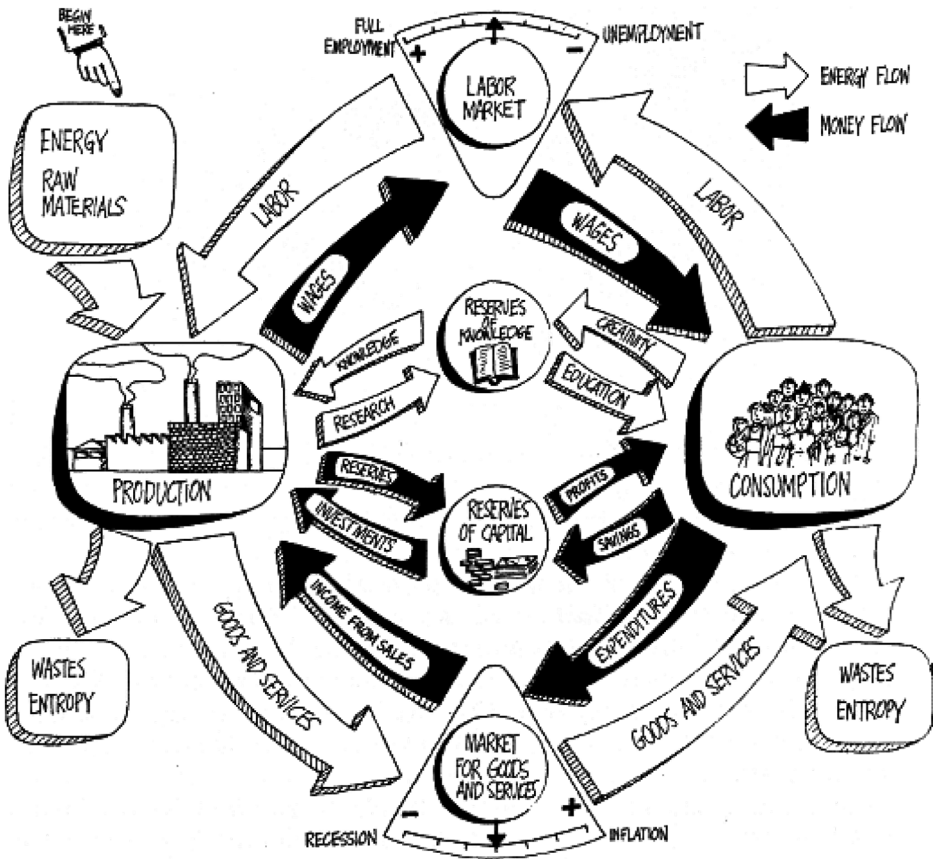 BEGIN
HERE
FULL
EMPLOYMENT
UNEMPLOYMENT
+
−
LABOR
MARKET
ENERGY FLOW
MONEY FLOW
ENERGY
RAW
MATERIALS
LABOR
WAGES
WAGES
LABOR
RESERVES
OF
KNOWLEDGE
KNOWLEDGE
RESEARCH
CREATIVITY
EDUCATION
PRODUCTION
CONSUMPTION
RESERVES
INVESTMENTS
RESERVES
OF CAPITAL
PROFITS
SAVINGS
INCOME FROM SALES
EXPENDITURES
GOODS AND SERVICES
GOODS AND SERVICES
WASTES
ENTROPY
WASTES
ENTROPY
MARKET
FOR GOODS
AND SERVICES
−
+
RECESSION
INFLATION